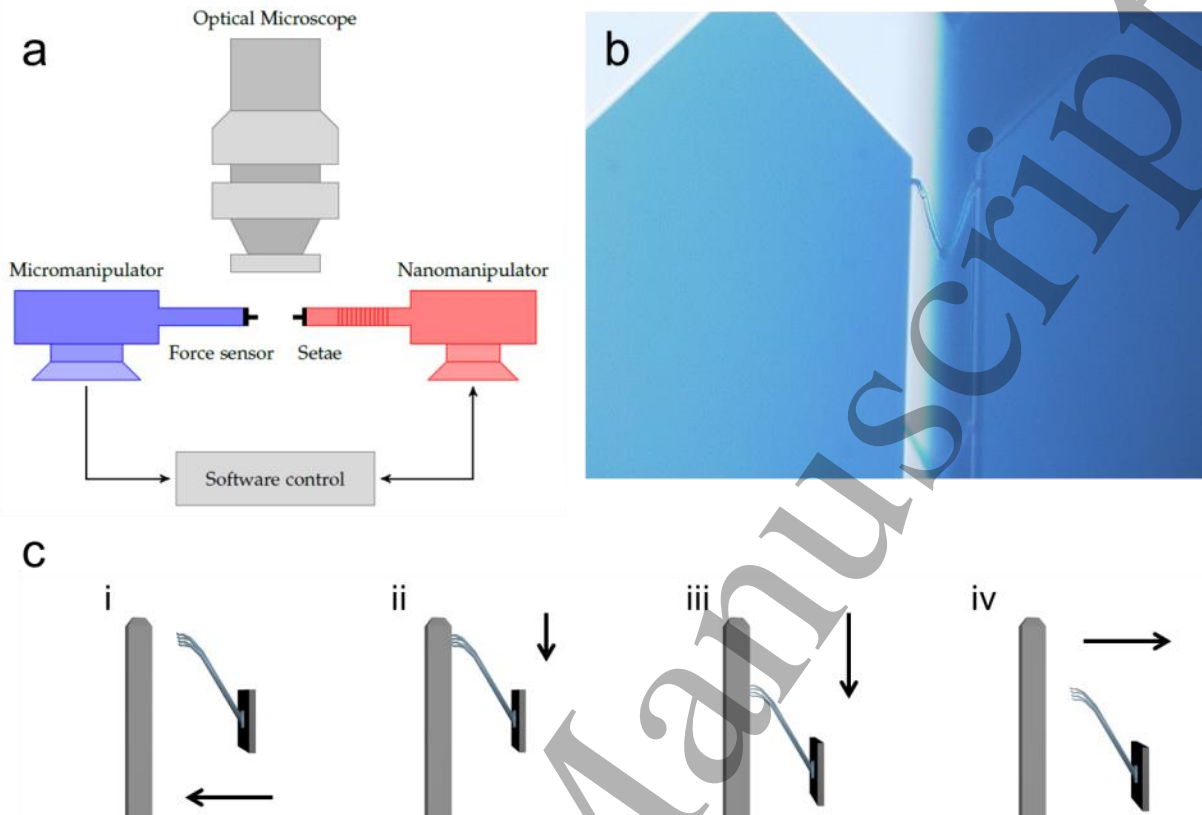 a
Optical Microscope
Micromanipulator
Nanomanipulator
Force sensor
Setae
Software control
b
c
i
ii
iii
iv
Manuscript